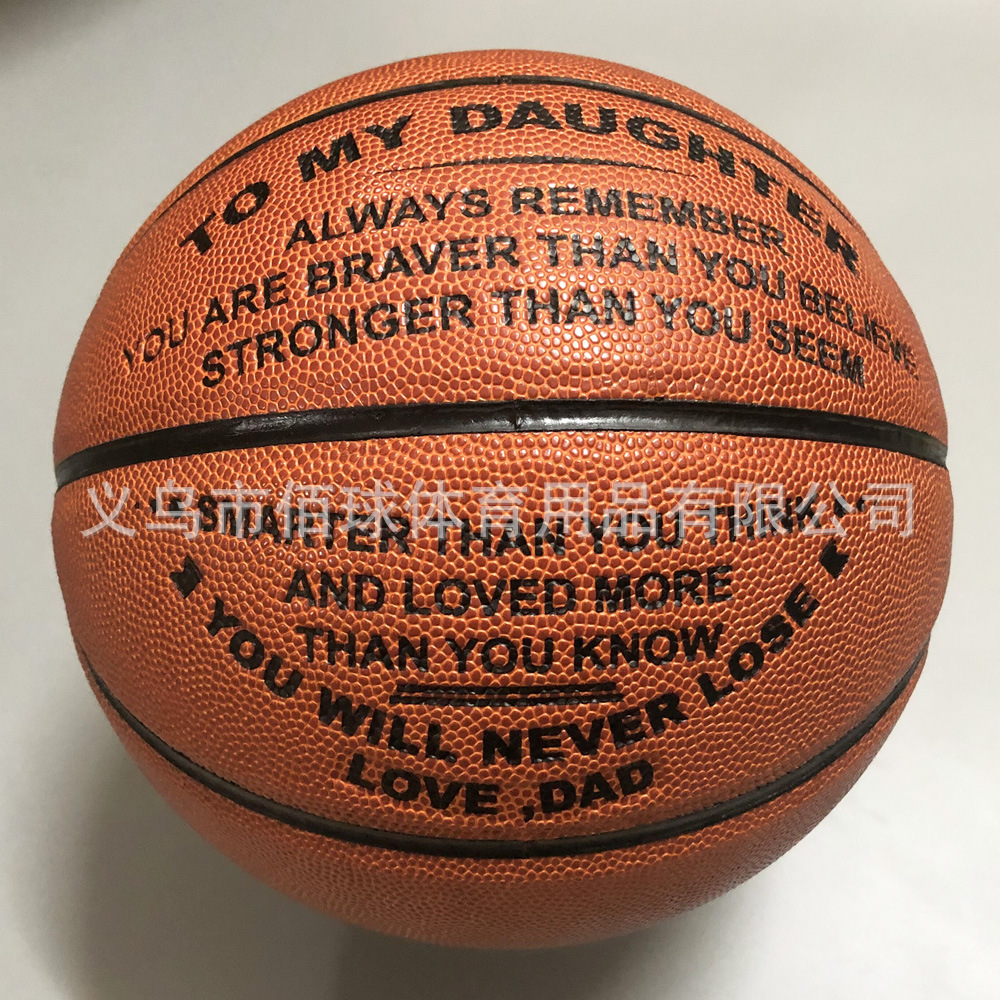 TO MY DAUGHTER
ALWAYS REMEMBER
YOU ARE BRAVER THAN YOU BELIEVE
STRONGER THAN YOU SEEM
义乌市佰球体育用品有限公司
SMARTER THAN YOU THINK
AND LOVED MORE
THAN YOU KNOW
YOU WILL NEVER LOSE
LOVE ,DAD